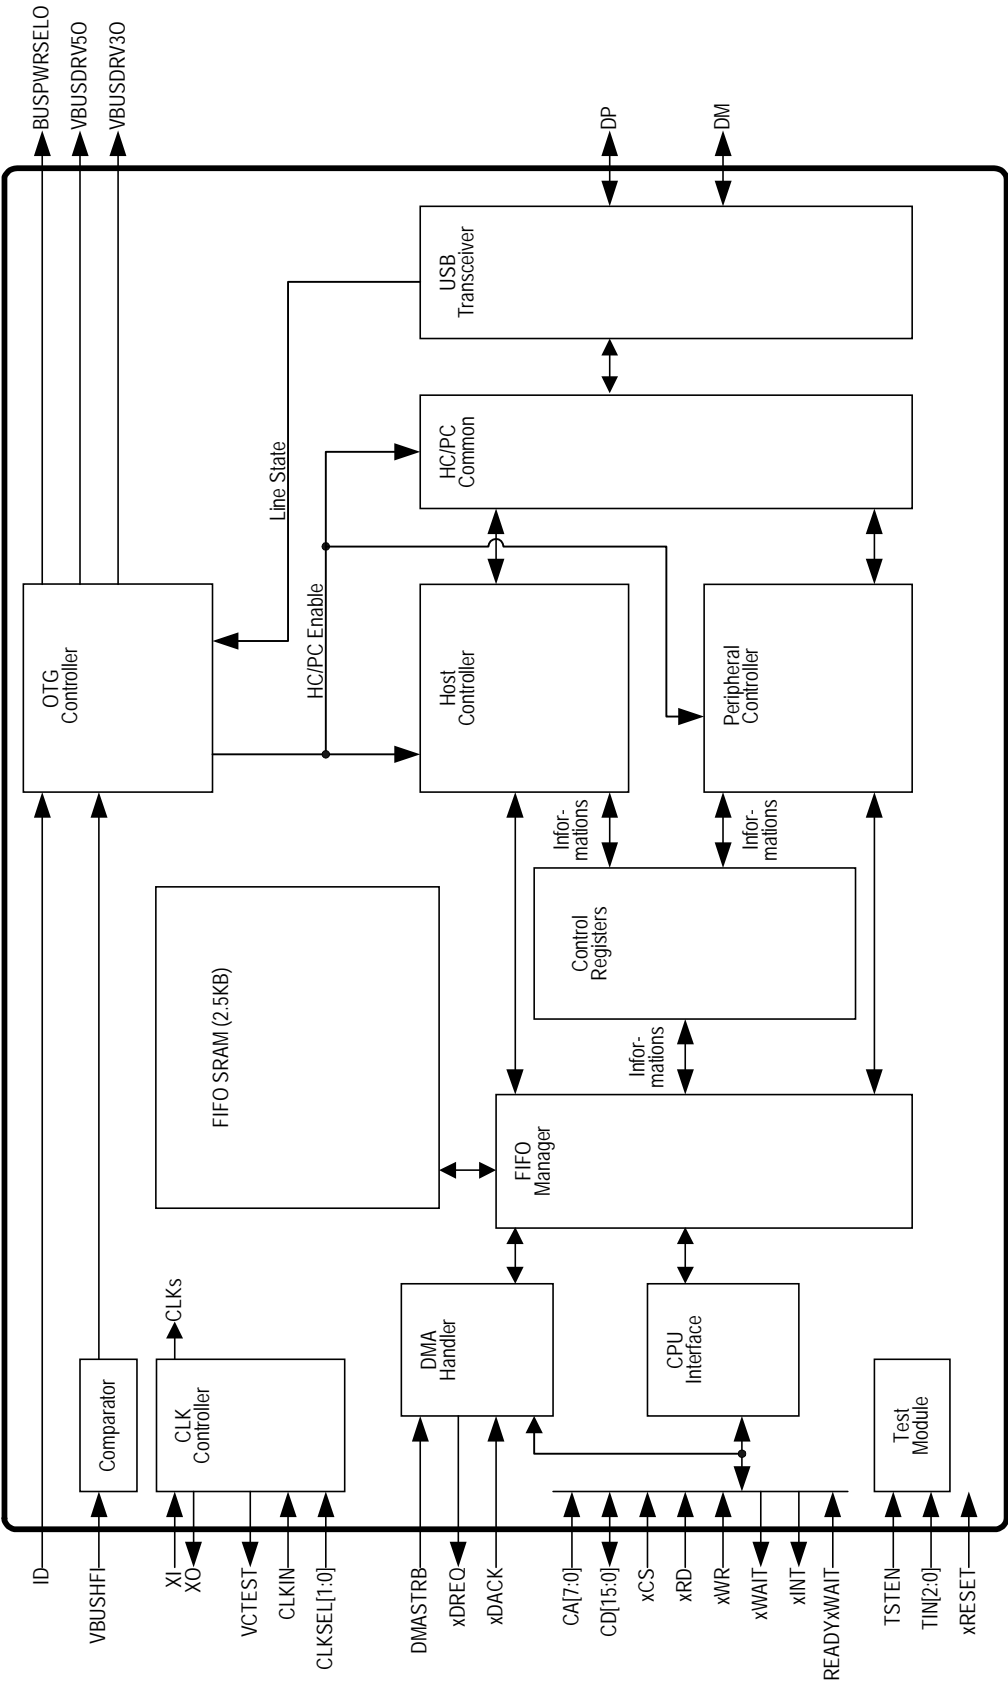 ID
VBUSHFI
XI
XO
VCTEST
CLKIN
CLKSEL[1:0]
DMASTRB
xDREQ
xDACK
CA[7:0]
CD[15:0]
xCS
xRD
xWR
xWAIT
xINT
READYxWAIT
TSTEN
TIN[2:0]
xRESET
Comparator
CLK
Controller
CLKs
DMA
Handler
CPU
Interface
Test
Module
FIFO SRAM (2.5KB)
FIFO
Manager
Infor-
mations
Control
Registers
Infor-
mations
Infor-
mations
OTG
Controller
HC/PC Enable
Line State
Host
Controller
Peripheral
Controller
HC/PC
Common
USB
Transceiver
BUSPWRSELO
VBUSDRV5O
VBUSDRV3O
DP
DM